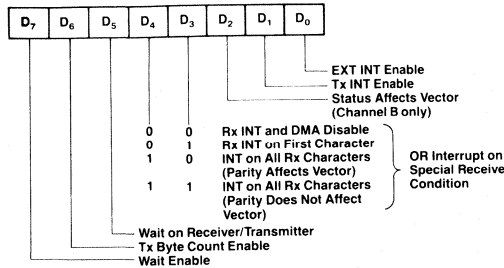 D7 D6 D5 D4 D3 D2 D1 D0
EXT INT Enable
Tx INT Enable
Status Affects Vector
(Channel B only)
0 0 Rx INT and DMA Disable
0 1 Rx INT on First Character
1 0 INT on All Rx Characters
(Parity Affects Vector)
1 1 INT on All Rx Characters
(Parity Does Not Affect
Vector)
OR Interrupt on
Special Receive
Condition
Wait on Receiver/Transmitter
Tx Byte Count Enable
Wait Enable